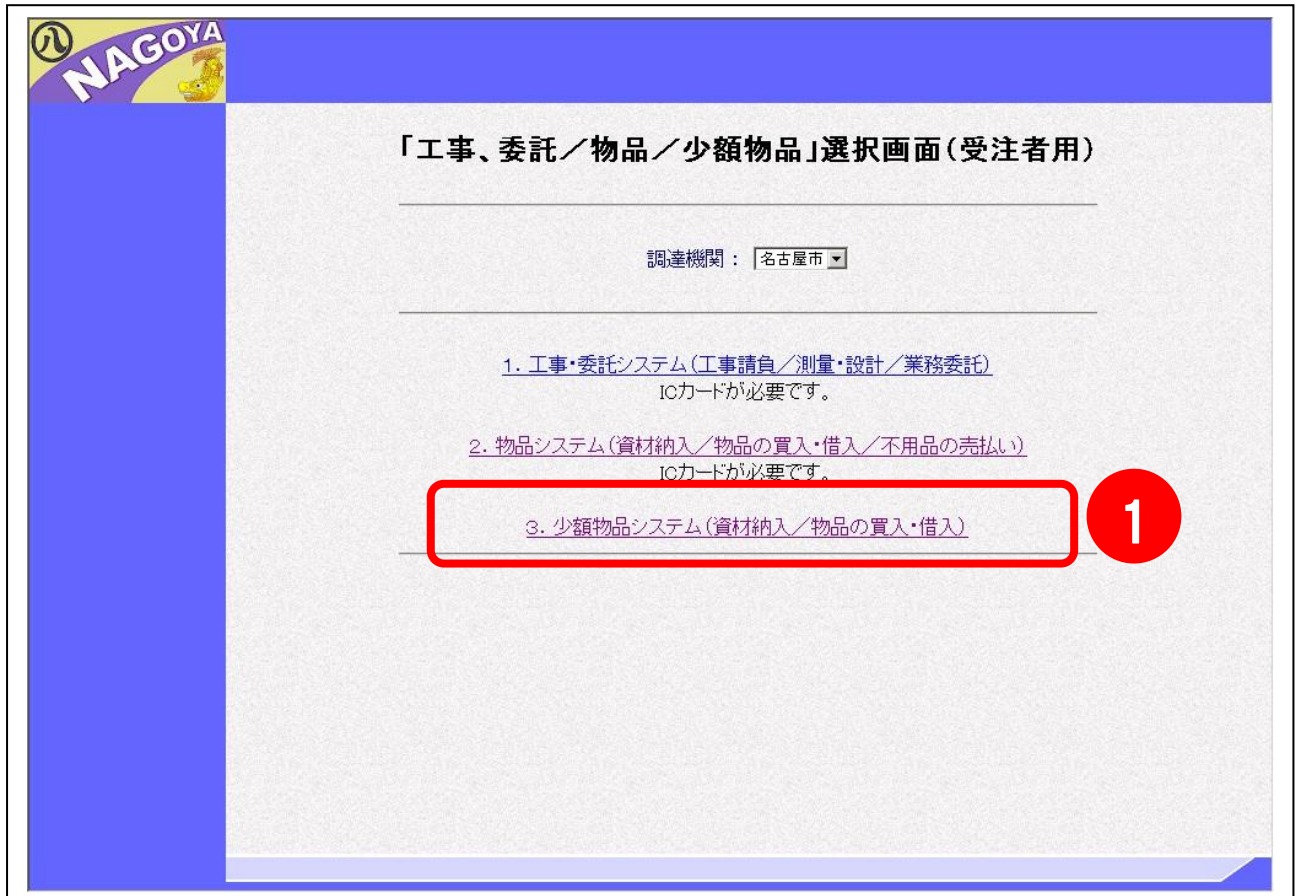 八
NAGOYA
「工事、委託／物品／少額物品」選択画面(受注者用)
調達機関： 名古屋市
1. 工事・委託システム(工事請負／測量・設計／業務委託)
ICカードが必要です。
2. 物品システム(資材納入／物品の買入・借入／不用品の売払い)
ICカードが必要です。
3. 少額物品システム(資材納入／物品の買入・借入)
1